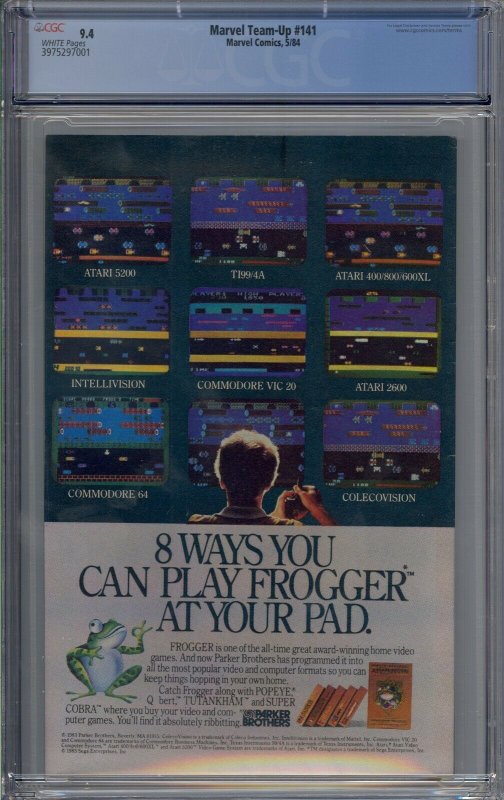 CGC
9.4
WHITE Pages
3975297001
Marvel Team-Up #141
Marvel Comics, 5/84
CGC
ATARI 5200
TI99/4A
ATARI 400/800/600XL
INTELLIVISION
COMMODORE VIC 20
ATARI 2600
COMMODORE 64
COLECOVISION
8 WAYS YOU
CAN PLAY FROGGER™
AT YOUR PAD.
FROGGER is one of the all-time great award-winning home video
games. And now Parker Brothers has programmed it into
all the most popular video and computer formats so you can
keep things hopping in your own home.
Catch Frogger along with POPEYE,
Q bert,™ TUTANKHAM™ and SUPER
COBRA™ where you buy your video and com-
puter games. You'll find it absolutely ribbitting.
PARKER
BROTHERS